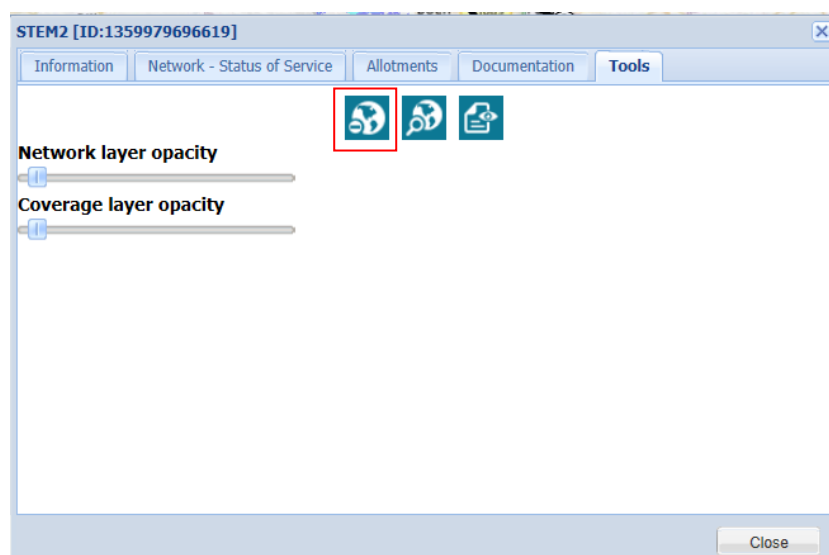 STEM2 [ID:1359979696619]
Information Network - Status of Service Allotments Documentation Tools
Network layer opacity
Coverage layer opacity
Close